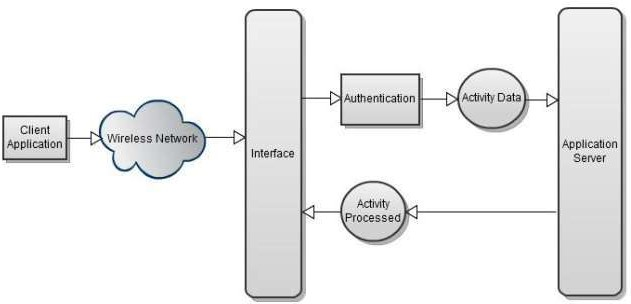 Client
Application
Wireless Network
Interface
Authentication
Activity Data
Application
Server
Activity
Processed